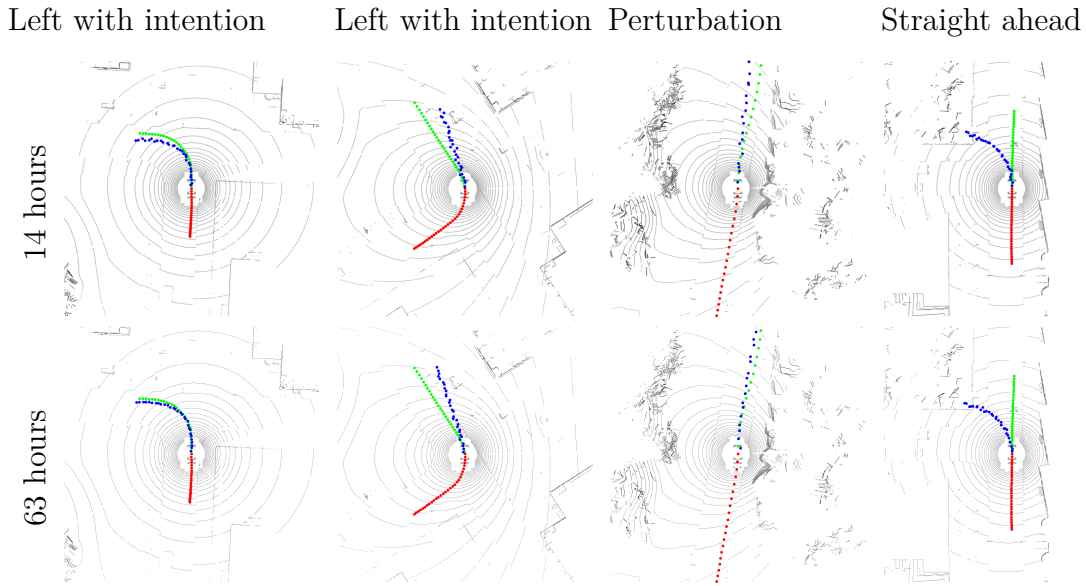 Left with intention
Left with intention
Perturbation
Straight ahead
14 hours
63 hours